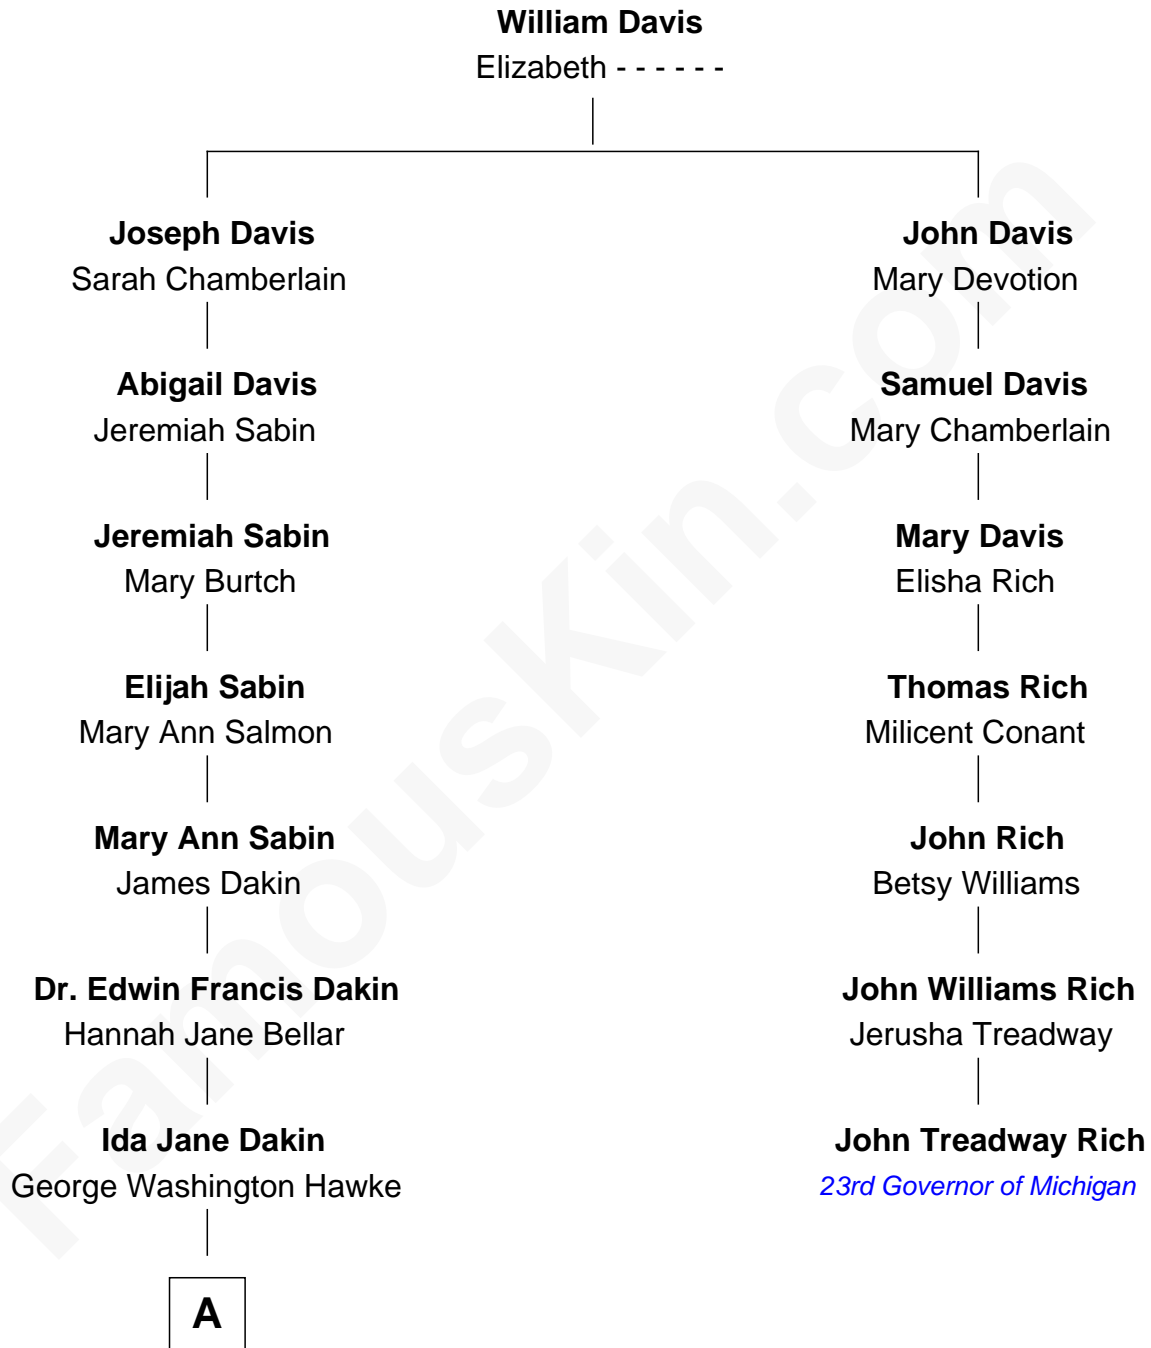 William Davis
Elizabeth - - - - - -
Joseph Davis
Sarah Chamberlain
John Davis
Mary Devotion
Abigail Davis
Jeremiah Sabin
Samuel Davis
Mary Chamberlain
Jeremiah Sabin
Mary Burtch
Mary Davis
Elisha Rich
Elijah Sabin
Mary Ann Salmon
Thomas Rich
Milicent Conant
Mary Ann Sabin
James Dakin
John Rich
Betsy Williams
Dr. Edwin Francis Dakin
Hannah Jane Bellar
John Williams Rich
Jerusha Treadway
Ida Jane Dakin
George Washington Hawke
John Treadway Rich
23rd Governor of Michigan
A
FamousKin.com